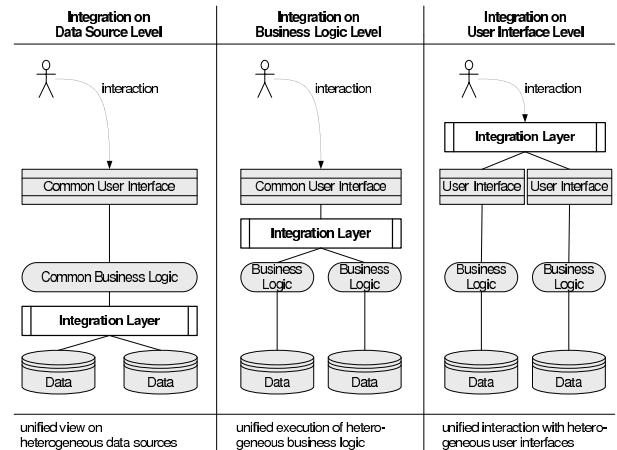 Integration on
Data Source Level
interaction
Common User Interface
Common Business Logic
Integration Layer
Data
Data
unified view on
heterogeneous data sources
Integration on
Business Logic Level
interaction
Common User Interface
Integration Layer
Business
Logic
Business
Logic
Data
Data
unified execution of hetero-
geneous business logic
Integration on
User Interface Level
interaction
Integration Layer
User Interface
User Interface
Business
Logic
Business
Logic
Data
Data
unified interaction with hetero-
geneous user interfaces